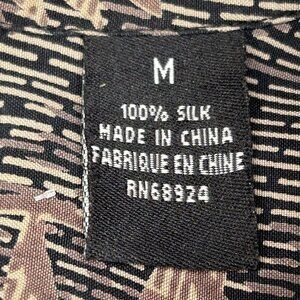 M
100% SILK
MADE IN CHINA
FABRIQUE EN CHINE
RN68924